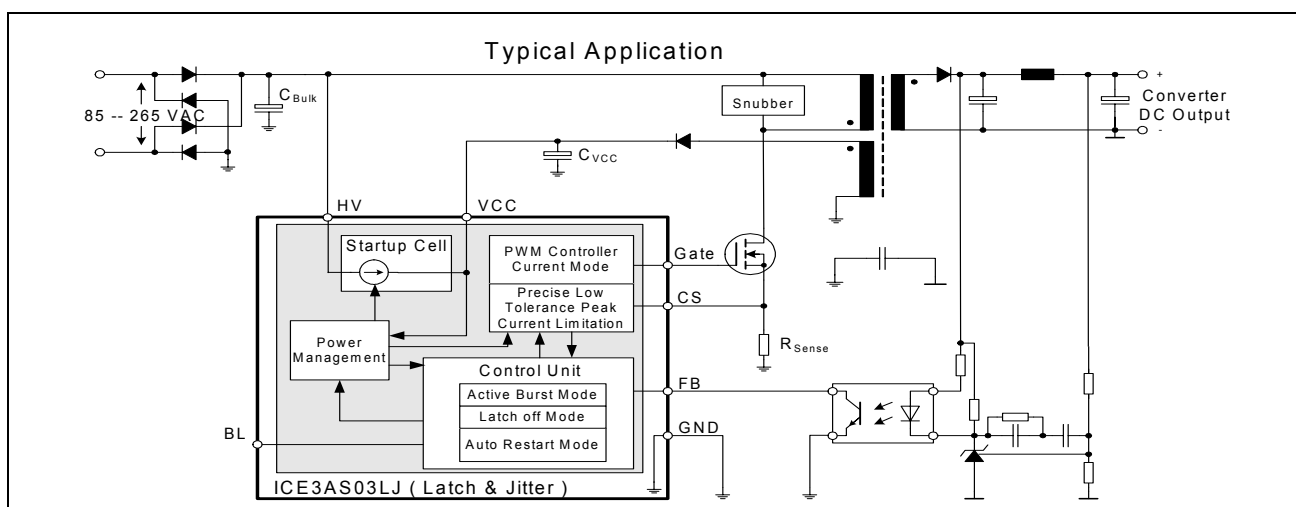 Typical Application
85 -- 265 VAC
C Bulk
Snubber
+
Converter
DC Output
-
C VCC
HV
VCC
Startup Cell
PWM Controller
Current Mode
Gate
Precise Low
Tolerance Peak
Current Limitation
CS
R Sense
Power
Management
Control Unit
FB
Active Burst Mode
Latch off Mode
Auto Restart Mode
GND
BL
ICE3AS03LJ ( Latch & Jitter )